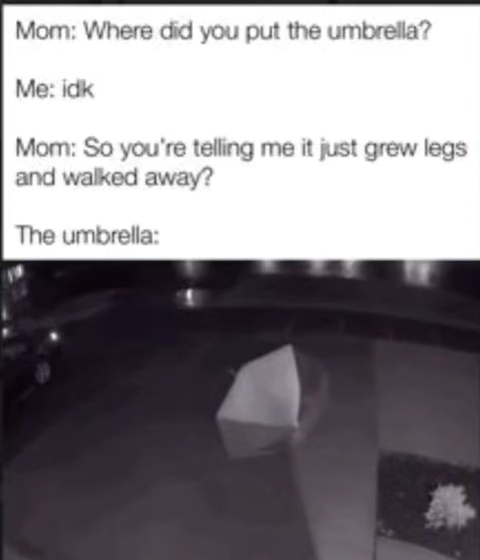 Mom: Where did you put the umbrella?
Me: idk
Mom: So you're telling me it just grew legs
and walked away?
The umbrella: